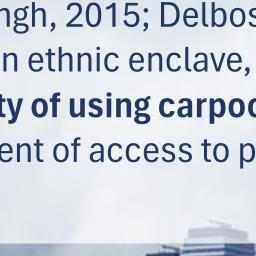 ngh, 2015; Delbos
n ethnic enclave,
ty of using carpoo
ent of access to p